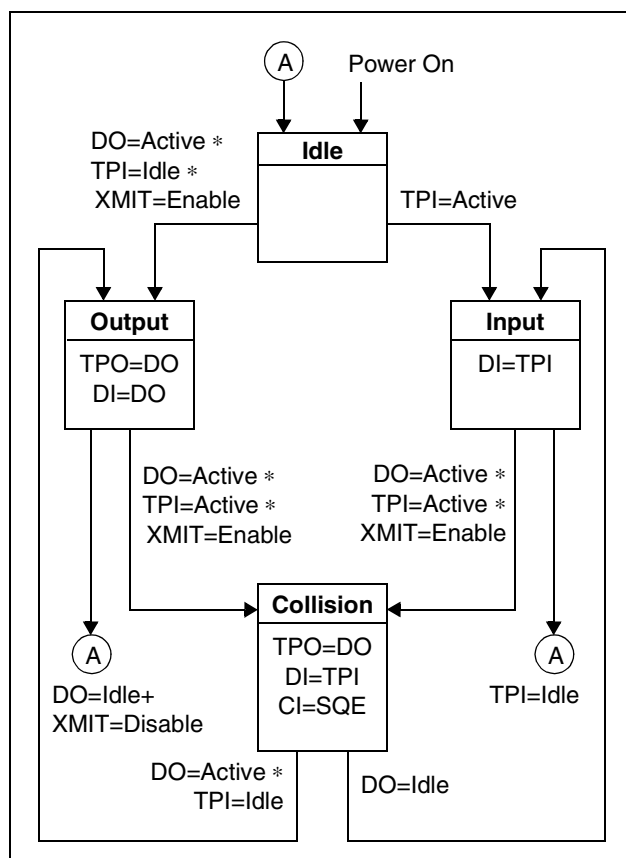 A
Power On
DO=Active *
TPI=Idle *
XMIT=Enable
Idle
TPI=Active
Output
TPO=DO
DI=DO
Input
DI=TPI
DO=Active *
TPI=Active *
XMIT=Enable
DO=Active *
TPI=Active *
XMIT=Enable
Collision
TPO=DO
DI=TPI
CI=SQE
A
DO=Idle+
XMIT=Disable
A
TPI=Idle
DO=Active *
TPI=Idle
DO=Idle